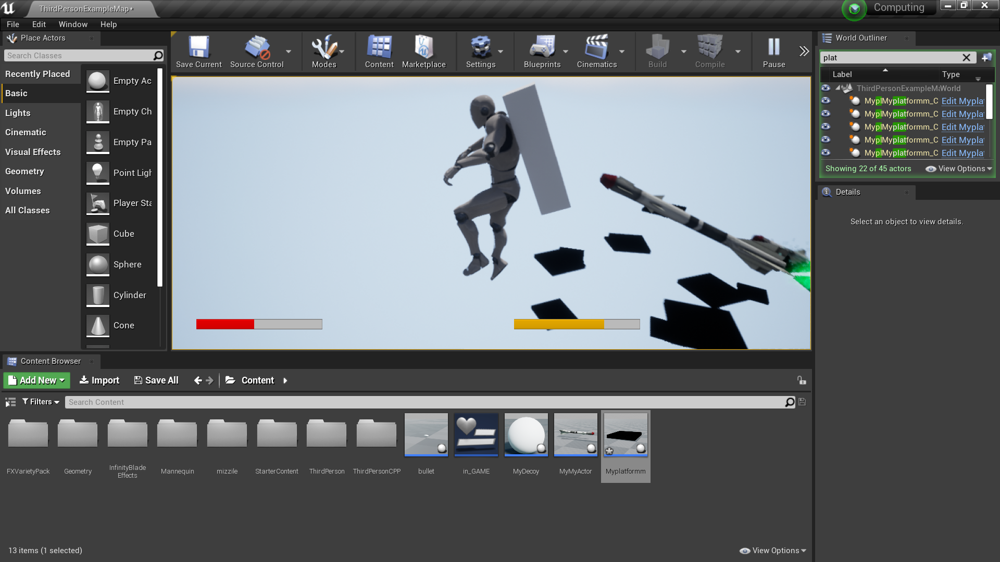 ThirdPersonExampleMap*
Computing
File Edit Window Help
Place Actors
Search Classes
Recently Placed
Basic
Lights
Cinematic
Visual Effects
Geometry
Volumes
All Classes
Empty Ac
Empty Ch
Empty Pa
Point Ligh
Player Sta
Cube
Sphere
Cylinder
Cone
Save Current
Source Control
Modes
Content
Marketplace
Settings
Blueprints
Cinematics
Build
Compile
Pause
World Outliner
plat
Label Type
ThirdPersonExampleMa World
MyplMyplatformm_C Edit Mypla
MyplMyplatformm_C Edit Mypla
MyplMyplatformm_C Edit Mypla
MyplMyplatformm_C Edit Mypla
MyplMyplatformm_C Edit Mypla
Showing 22 of 45 actors View Options
Details
Select an object to view details.
Content Browser
Add New Import Save All Content
Filters Search Content
FXVarietyPack
Geometry
InfinityBlade
Effects
Mannequin
mizzile
StarterContent
ThirdPerson
ThirdPersonCPP
bullet
in_GAME
MyDecoy
MyMyActor
Myplatformm
13 items (1 selected)
View Options